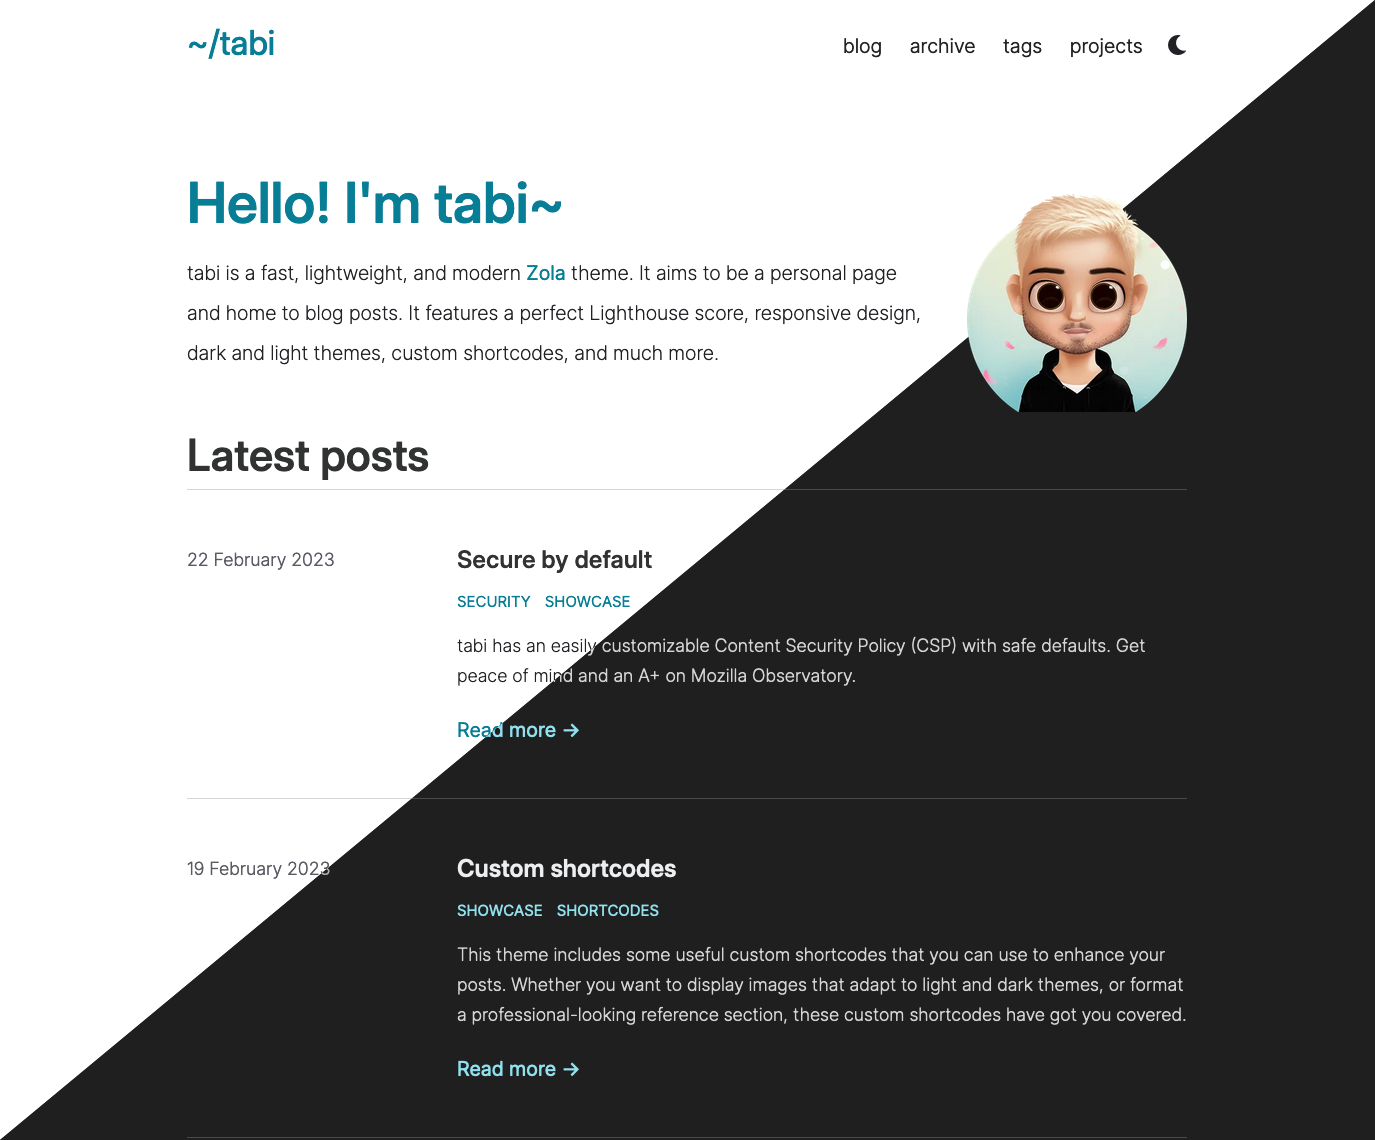 ~/tabi
blog archive tags projects
Hello! I'm tabi~
tabi is a fast, lightweight, and modern Zola theme. It aims to be a personal page
and home to blog posts. It features a perfect Lighthouse score, responsive design,
dark and light themes, custom shortcodes, and much more.
Latest posts
22 February 2023
Secure by default
SECURITY SHOWCASE
tabi has an easily customizable Content Security Policy (CSP) with safe defaults. Get
peace of mind and an A+ on Mozilla Observatory.
Read more →
19 February 2023
Custom shortcodes
SHOWCASE SHORTCODES
This theme includes some useful custom shortcodes that you can use to enhance your
posts. Whether you want to display images that adapt to light and dark themes, or format
a professional-looking reference section, these custom shortcodes have got you covered.
Read more →